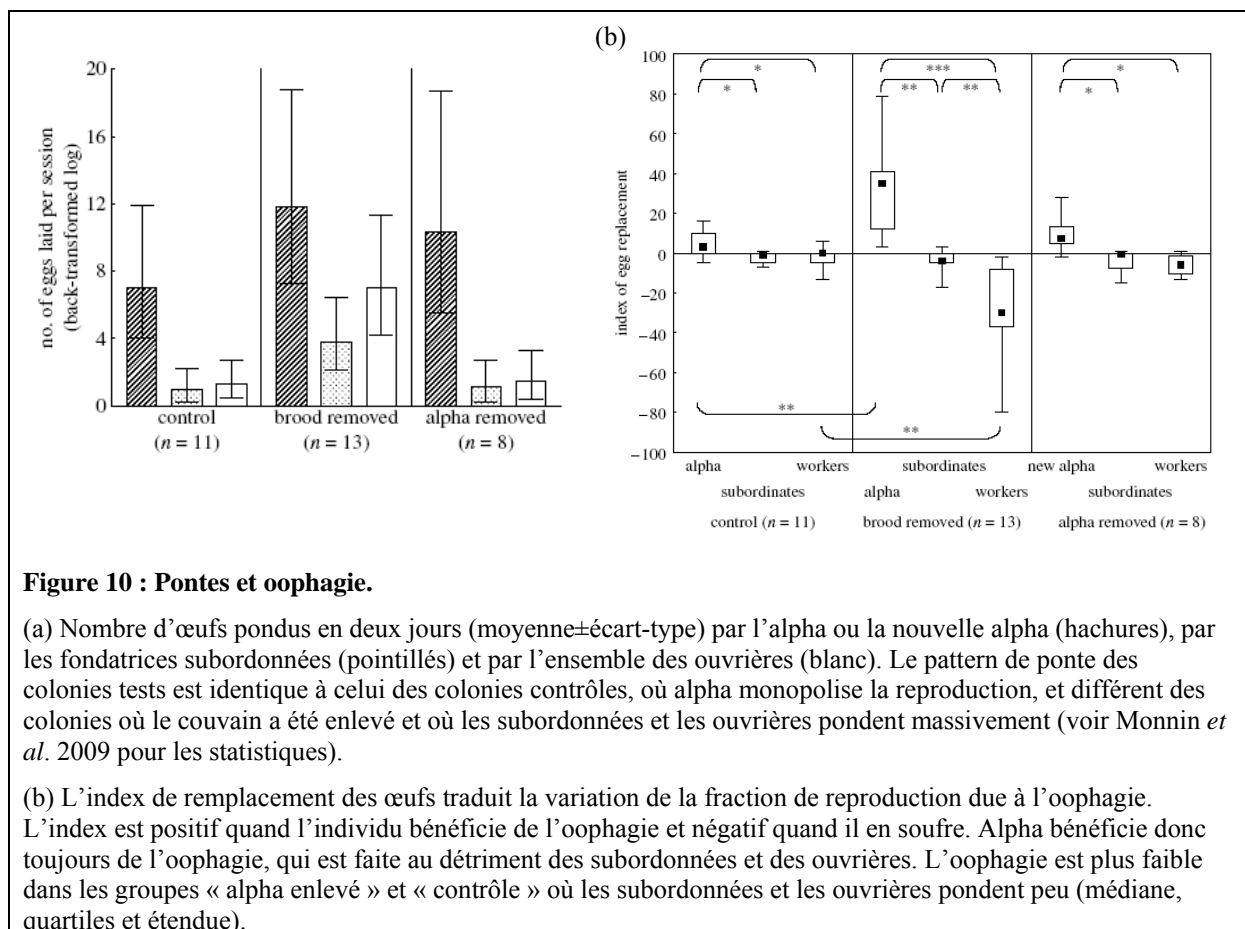 (b)
20
16
12
8
4
0
no. of eggs laid per session
(back-transformed log)
control
(n = 11)
brood removed
(n = 13)
alpha removed
(n = 8)
100
80
60
40
20
0
−20
−40
−60
−80
−100
index of egg replacement
*
*
***
**
**
*
*
**
**
alpha workers subordinates new alpha workers
subordinates alpha workers subordinates
control (n = 11) brood removed (n = 13) alpha removed (n = 8)
Figure 10 : Pontes et oophagie.
(a) Nombre d’œufs pondus en deux jours (moyenne±écart-type) par l’alpha ou la nouvelle alpha (hachures), par
les fondatrices subordonnées (pointillés) et par l’ensemble des ouvrières (blanc). Le pattern de ponte des
colonies tests est identique à celui des colonies contrôles, où alpha monopolise la reproduction, et différent des
colonies où le couvain a été enlevé et où les subordonnées et les ouvrières pondent massivement (voir Monnin et
al. 2009 pour les statistiques).
(b) L’index de remplacement des œufs traduit la variation de la fraction de reproduction due à l’oophagie.
L’index est positif quand l’individu bénéficie de l’oophagie et négatif quand il en souffre. Alpha bénéficie donc
toujours de l’oophagie, qui est faite au détriment des subordonnées et des ouvrières. L’oophagie est plus faible
dans les groupes « alpha enlevé » et « contrôle » où les subordonnées et les ouvrières pondent peu (médiane,
quartiles et étendue).